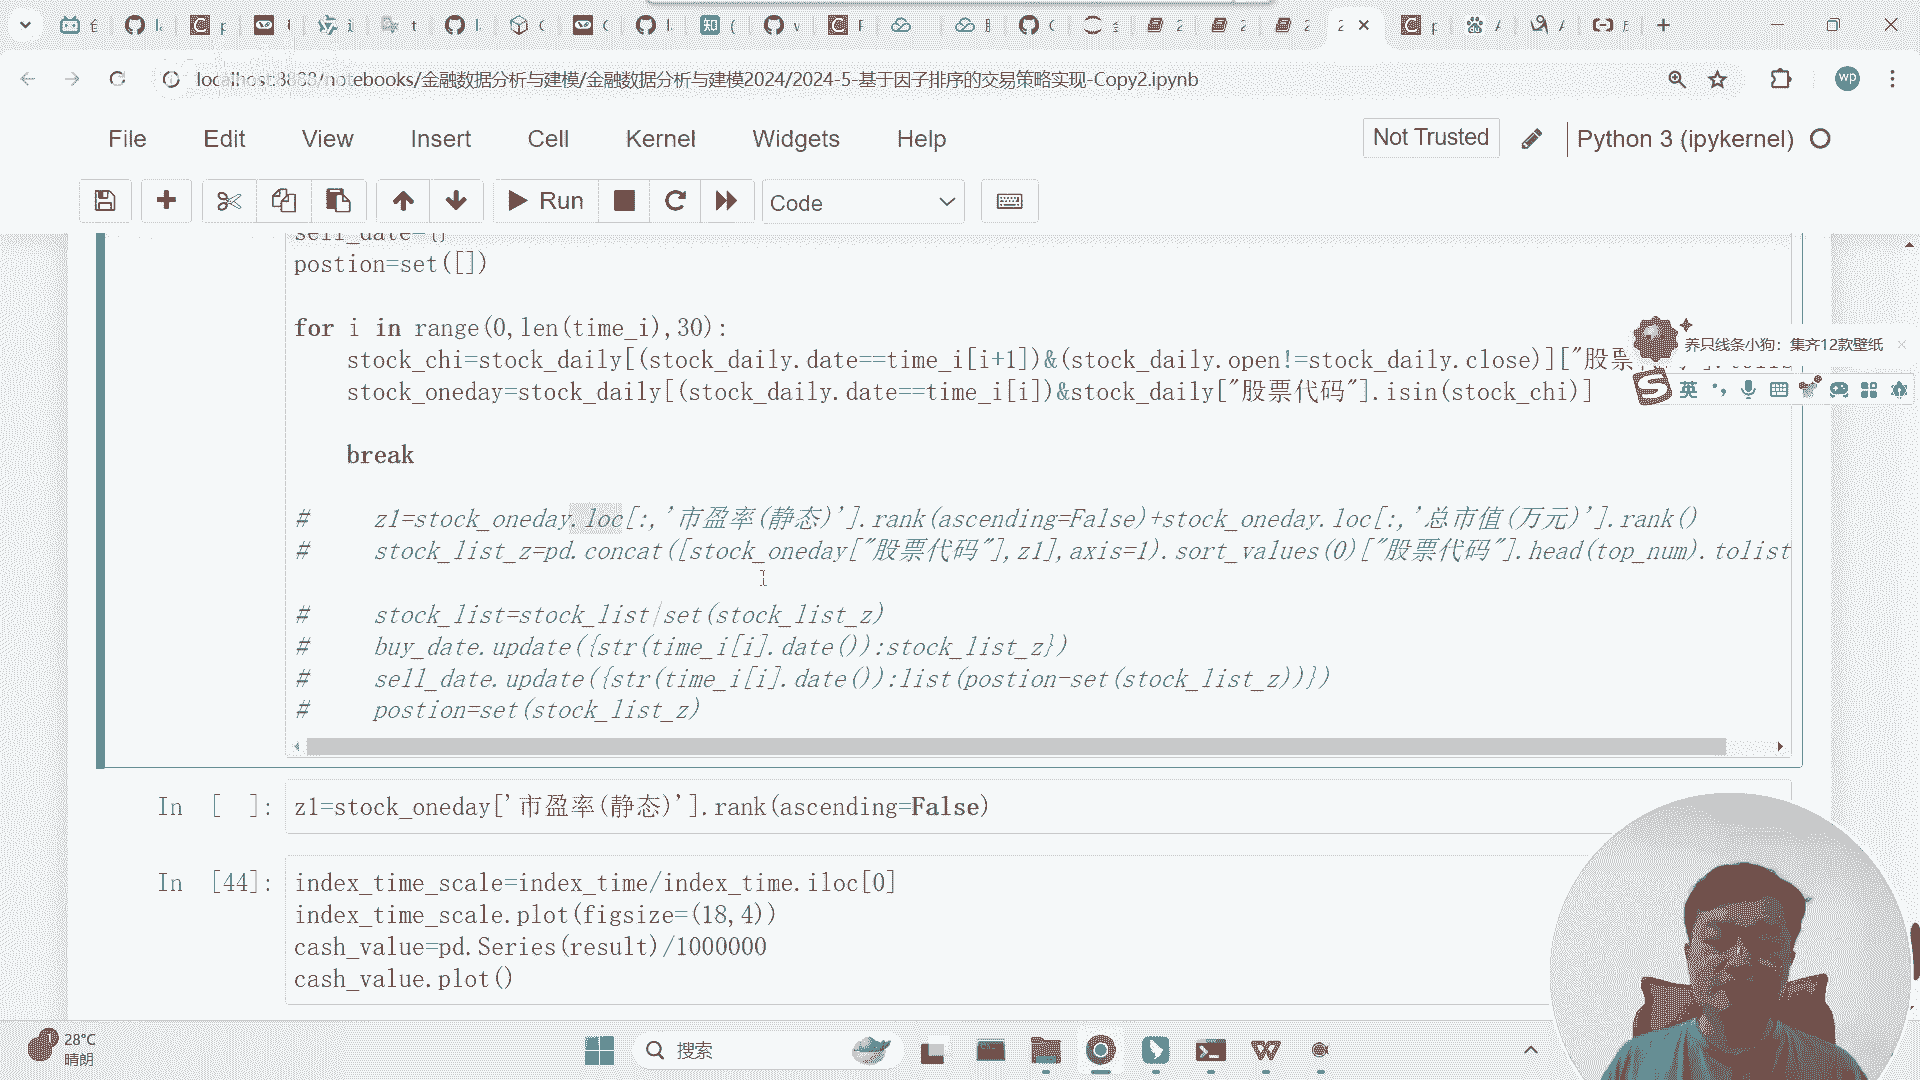 localhost:8888/notebooks/金融数据分析与建模/金融数据分析与建模2024/2024-5-基于因子排序的交易策略实现-Copy2.ipynb
wp
File Edit View Insert Cell Kernel Widgets Help
Not Trusted
Python 3 (ipykernel)
Run
Code
sell_date={}
postion=set([])
for i in range(0,len(time_i),30):
stock_chi=stock_daily[(stock_daily.date==time_i[i+1])&(stock_daily.open!=stock_daily.close)]["股票
养只线条小狗：集齐12款壁纸
stock_oneday=stock_daily[(stock_daily.date==time_i[i])&stock_daily["股票代码"].isin(stock_chi)]
英
break
# z1=stock_oneday.loc[:,'市盈率(静态)'].rank(ascending=False)+stock_oneday.loc[:,'总市值(万元)'].rank()
# stock_list_z=pd.concat([stock_oneday["股票代码"],z1],axis=1).sort_values(0)["股票代码"].head(top_num).tolist
# stock_list=stock_list|set(stock_list_z)
# buy_date.update({str(time_i[i].date()):stock_list_z})
# sell_date.update({str(time_i[i].date()):list(postion-set(stock_list_z))})
# postion=set(stock_list_z)
In [ ]: z1=stock_oneday['市盈率(静态)'].rank(ascending=False)
In [44]: index_time_scale=index_time/index_time.iloc[0]
index_time_scale.plot(figsize=(18,4))
cash_value=pd.Series(result)/1000000
cash_value.plot()
28°C
晴朗
搜索